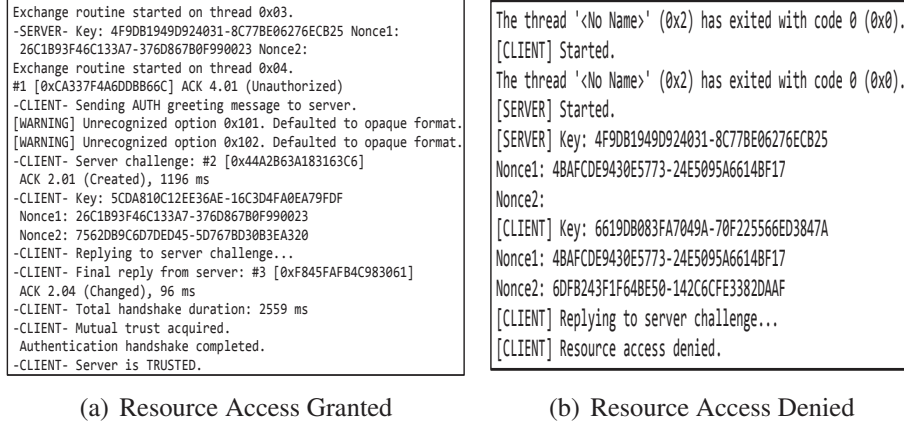 Exchange routine started on thread 0x03.
-SERVER- Key: 4F9DB1949D924031-8C77BE06276ECB25 Nonce1:
26C1B93F46C133A7-376D867B0F990023 Nonce2:
Exchange routine started on thread 0x04.
#1 [0xCA337F4A6DDBB66C] ACK 4.01 (Unauthorized)
-CLIENT- Sending AUTH greeting message to server.
[WARNING] Unrecognized option 0x101. Defaulted to opaque format.
[WARNING] Unrecognized option 0x102. Defaulted to opaque format.
-CLIENT- Server challenge: #2 [0x44A2B63A183163C6]
ACK 2.01 (Created), 1196 ms
-CLIENT- Key: 5CDA810C12EE36AE-16C3D4FA0EA79FDF
Nonce1: 26C1B93F46C133A7-376D867B0F990023
Nonce2: 7562DB9C6D7DED45-5D767BD30B3EA320
-CLIENT- Replying to server challenge...
-CLIENT- Final reply from server: #3 [0xF845FAFB4C983061]
ACK 2.04 (Changed), 96 ms
-CLIENT- Total handshake duration: 2559 ms
-CLIENT- Mutual trust acquired.
Authentication handshake completed.
-CLIENT- Server is TRUSTED.
(a) Resource Access Granted
The thread '<No Name>' (0x2) has exited with code 0 (0x0).
[CLIENT] Started.
The thread '<No Name>' (0x2) has exited with code 0 (0x0).
[SERVER] Started.
[SERVER] Key: 4F9DB1949D924031-8C77BE06276ECB25
Nonce1: 4BAFCDE9430E5773-24E5095A6614BF17
Nonce2:
[CLIENT] Key: 6619DB083FA7049A-70F225566ED3847A
Nonce1: 4BAFCDE9430E5773-24E5095A6614BF17
Nonce2: 6DFB243F1F64BE50-142C6CFE3382DAAF
[CLIENT] Replying to server challenge...
[CLIENT] Resource access denied.
(b) Resource Access Denied